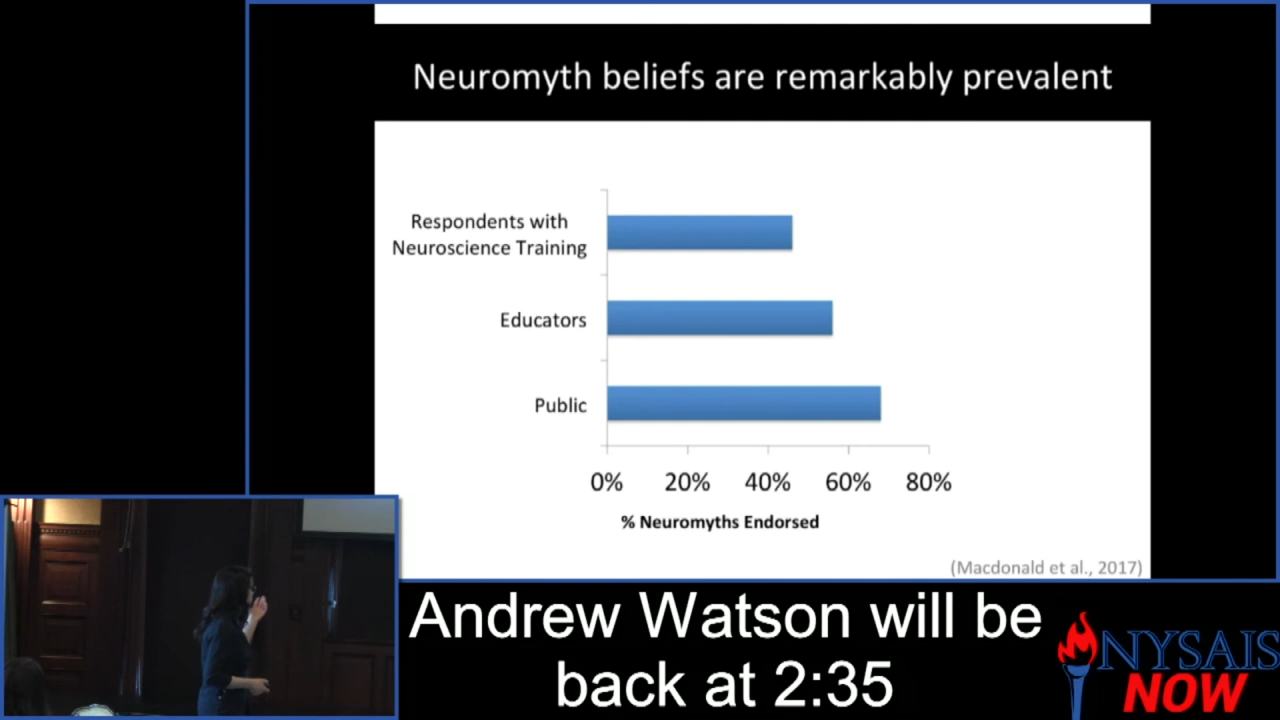 Neuromyth beliefs are remarkably prevalent
Respondents with
Neuroscience Training
Educators
Public
0% 20% 40% 60% 80%
% Neuromyths Endorsed
(Macdonald et al., 2017)
Andrew Watson will be
back at 2:35
NYSAIS
NOW